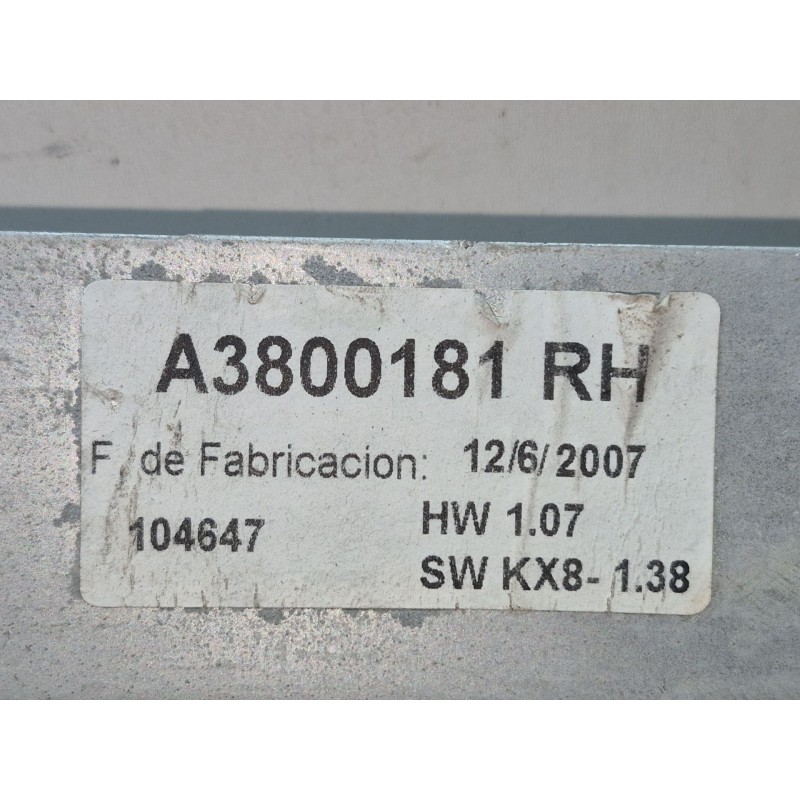 A3800181 RH
F. de Fabricacion: 12/6/2007
104647 HW 1.07
SW KX8- 1.38